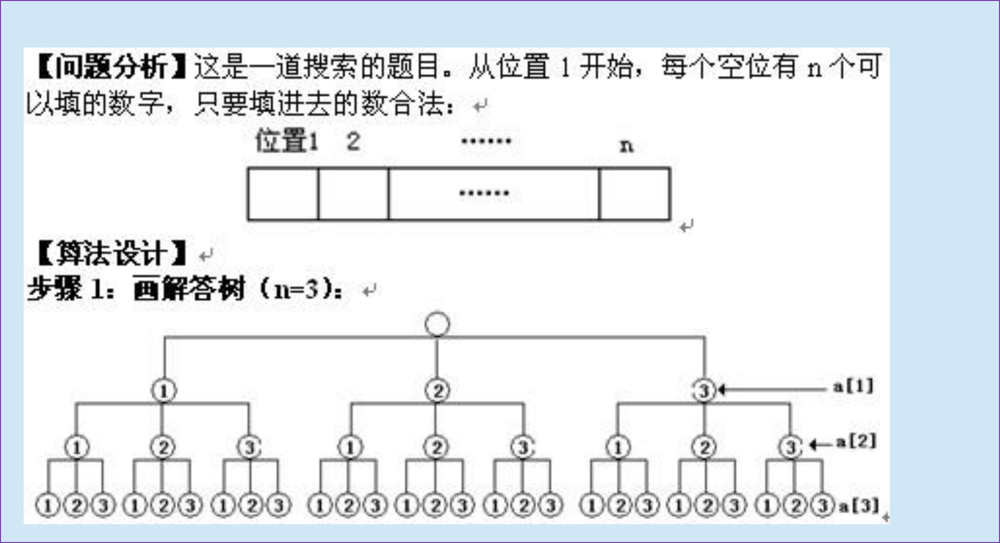 【问题分析】这是一道搜索的题目。从位置 1 开始，每个空位有 n 个可
以填的数字，只要填进去的数合法：
位置1 2 …… n
……
【算法设计】
步骤 1：画解答树（n=3）：
1 2 3 a[1]
1 2 3 1 2 3 1 2 3 a[2]
1 2 3 1 2 3 1 2 3 1 2 3 1 2 3 1 2 3 1 2 3 1 2 3 1 2 3 a[3]